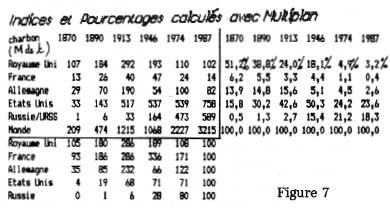 Indices et Pourcentages calculés avec Multiplan
charbon 1870 1890 1913 1946 1974 1987 1870 1890 1913 1946 1974 1987
(M de t.)
Royaume Uni 107 184 292 193 110 102 51,2% 38,8% 24,0% 18,1% 4,9% 3,2%
France 13 26 40 47 24 14 6,2 5,5 3,3 4,4 1,1 0,4
Allemagne 29 70 190 54 100 82 13,9 14,8 15,6 5,1 4,5 2,6
Etats Unis 33 143 517 537 539 758 15,8 30,2 42,6 50,3 24,2 23,6
Russie/URSS 1 6 33 164 473 589 0,5 1,3 2,7 15,4 21,2 18,3
Monde 209 474 1215 1068 2227 3215 100,0 100,0 100,0 100,0 100,0 100,0
Royaume Uni 105 180 286 189 108 100
France 93 186 286 336 171 100
Allemagne 35 85 232 66 122 100
Etats Unis 4 19 68 71 71 100
Russie 0 1 6 28 80 100
Figure 7